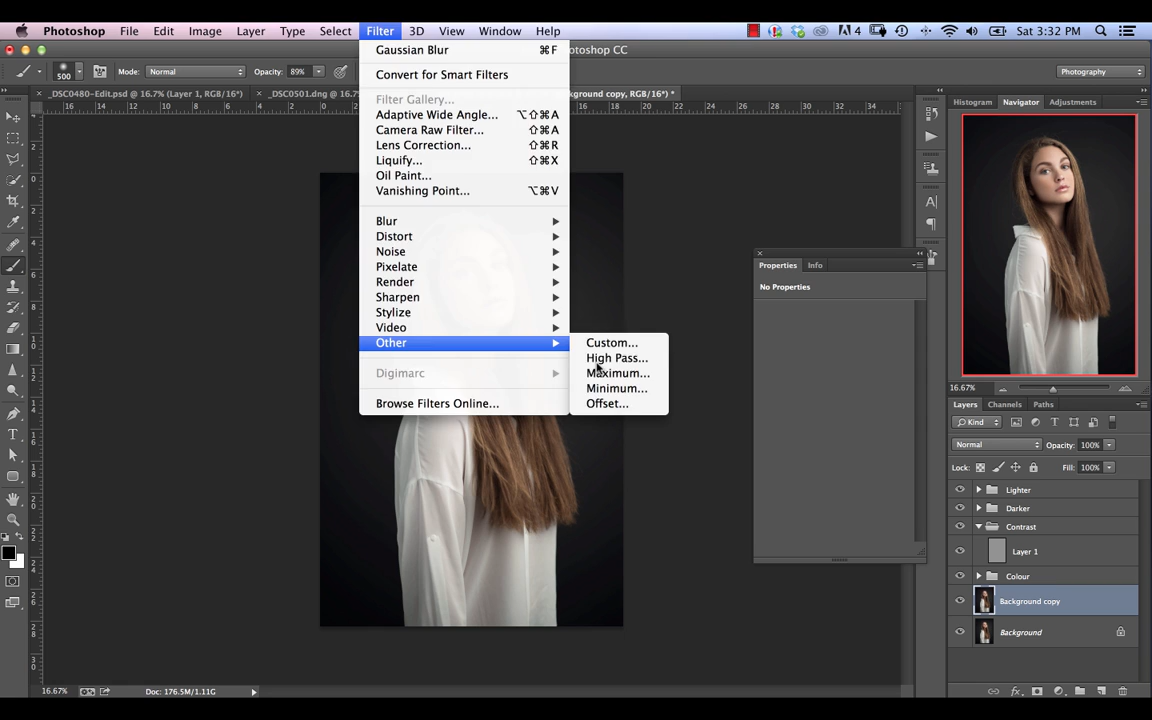 Photoshop File Edit Image Layer Type Select Filter 3D View Window Help 4 Sat 3:32 PM
otoshop CC
500 Mode: Normal Opacity: 89% Photography
× _DSC0480-Edit.psd @ 16.7% (Layer 1, RGB/16*) × _DSC0501.dng @ 16.7% ackground copy, RGB/16*) *
Gaussian Blur ⌘F
Convert for Smart Filters
Filter Gallery...
Adaptive Wide Angle... ⌥⇧⌘A
Camera Raw Filter... ⇧⌘A
Lens Correction... ⇧⌘R
Liquify... ⇧⌘X
Oil Paint...
Vanishing Point... ⌥⌘V
Blur
Distort
Noise
Pixelate
Render
Sharpen
Stylize
Video
Other
Digimarc
Browse Filters Online...
Custom...
High Pass...
Maximum...
Minimum...
Offset...
Properties Info
No Properties
Histogram Navigator Adjustments
16.67%
Layers Channels Paths
Kind
Normal Opacity: 100%
Lock: Fill: 100%
Lighter
Darker
Contrast
Layer 1
Colour
Background copy
Background
16.67% Doc: 176.5M/1.11G